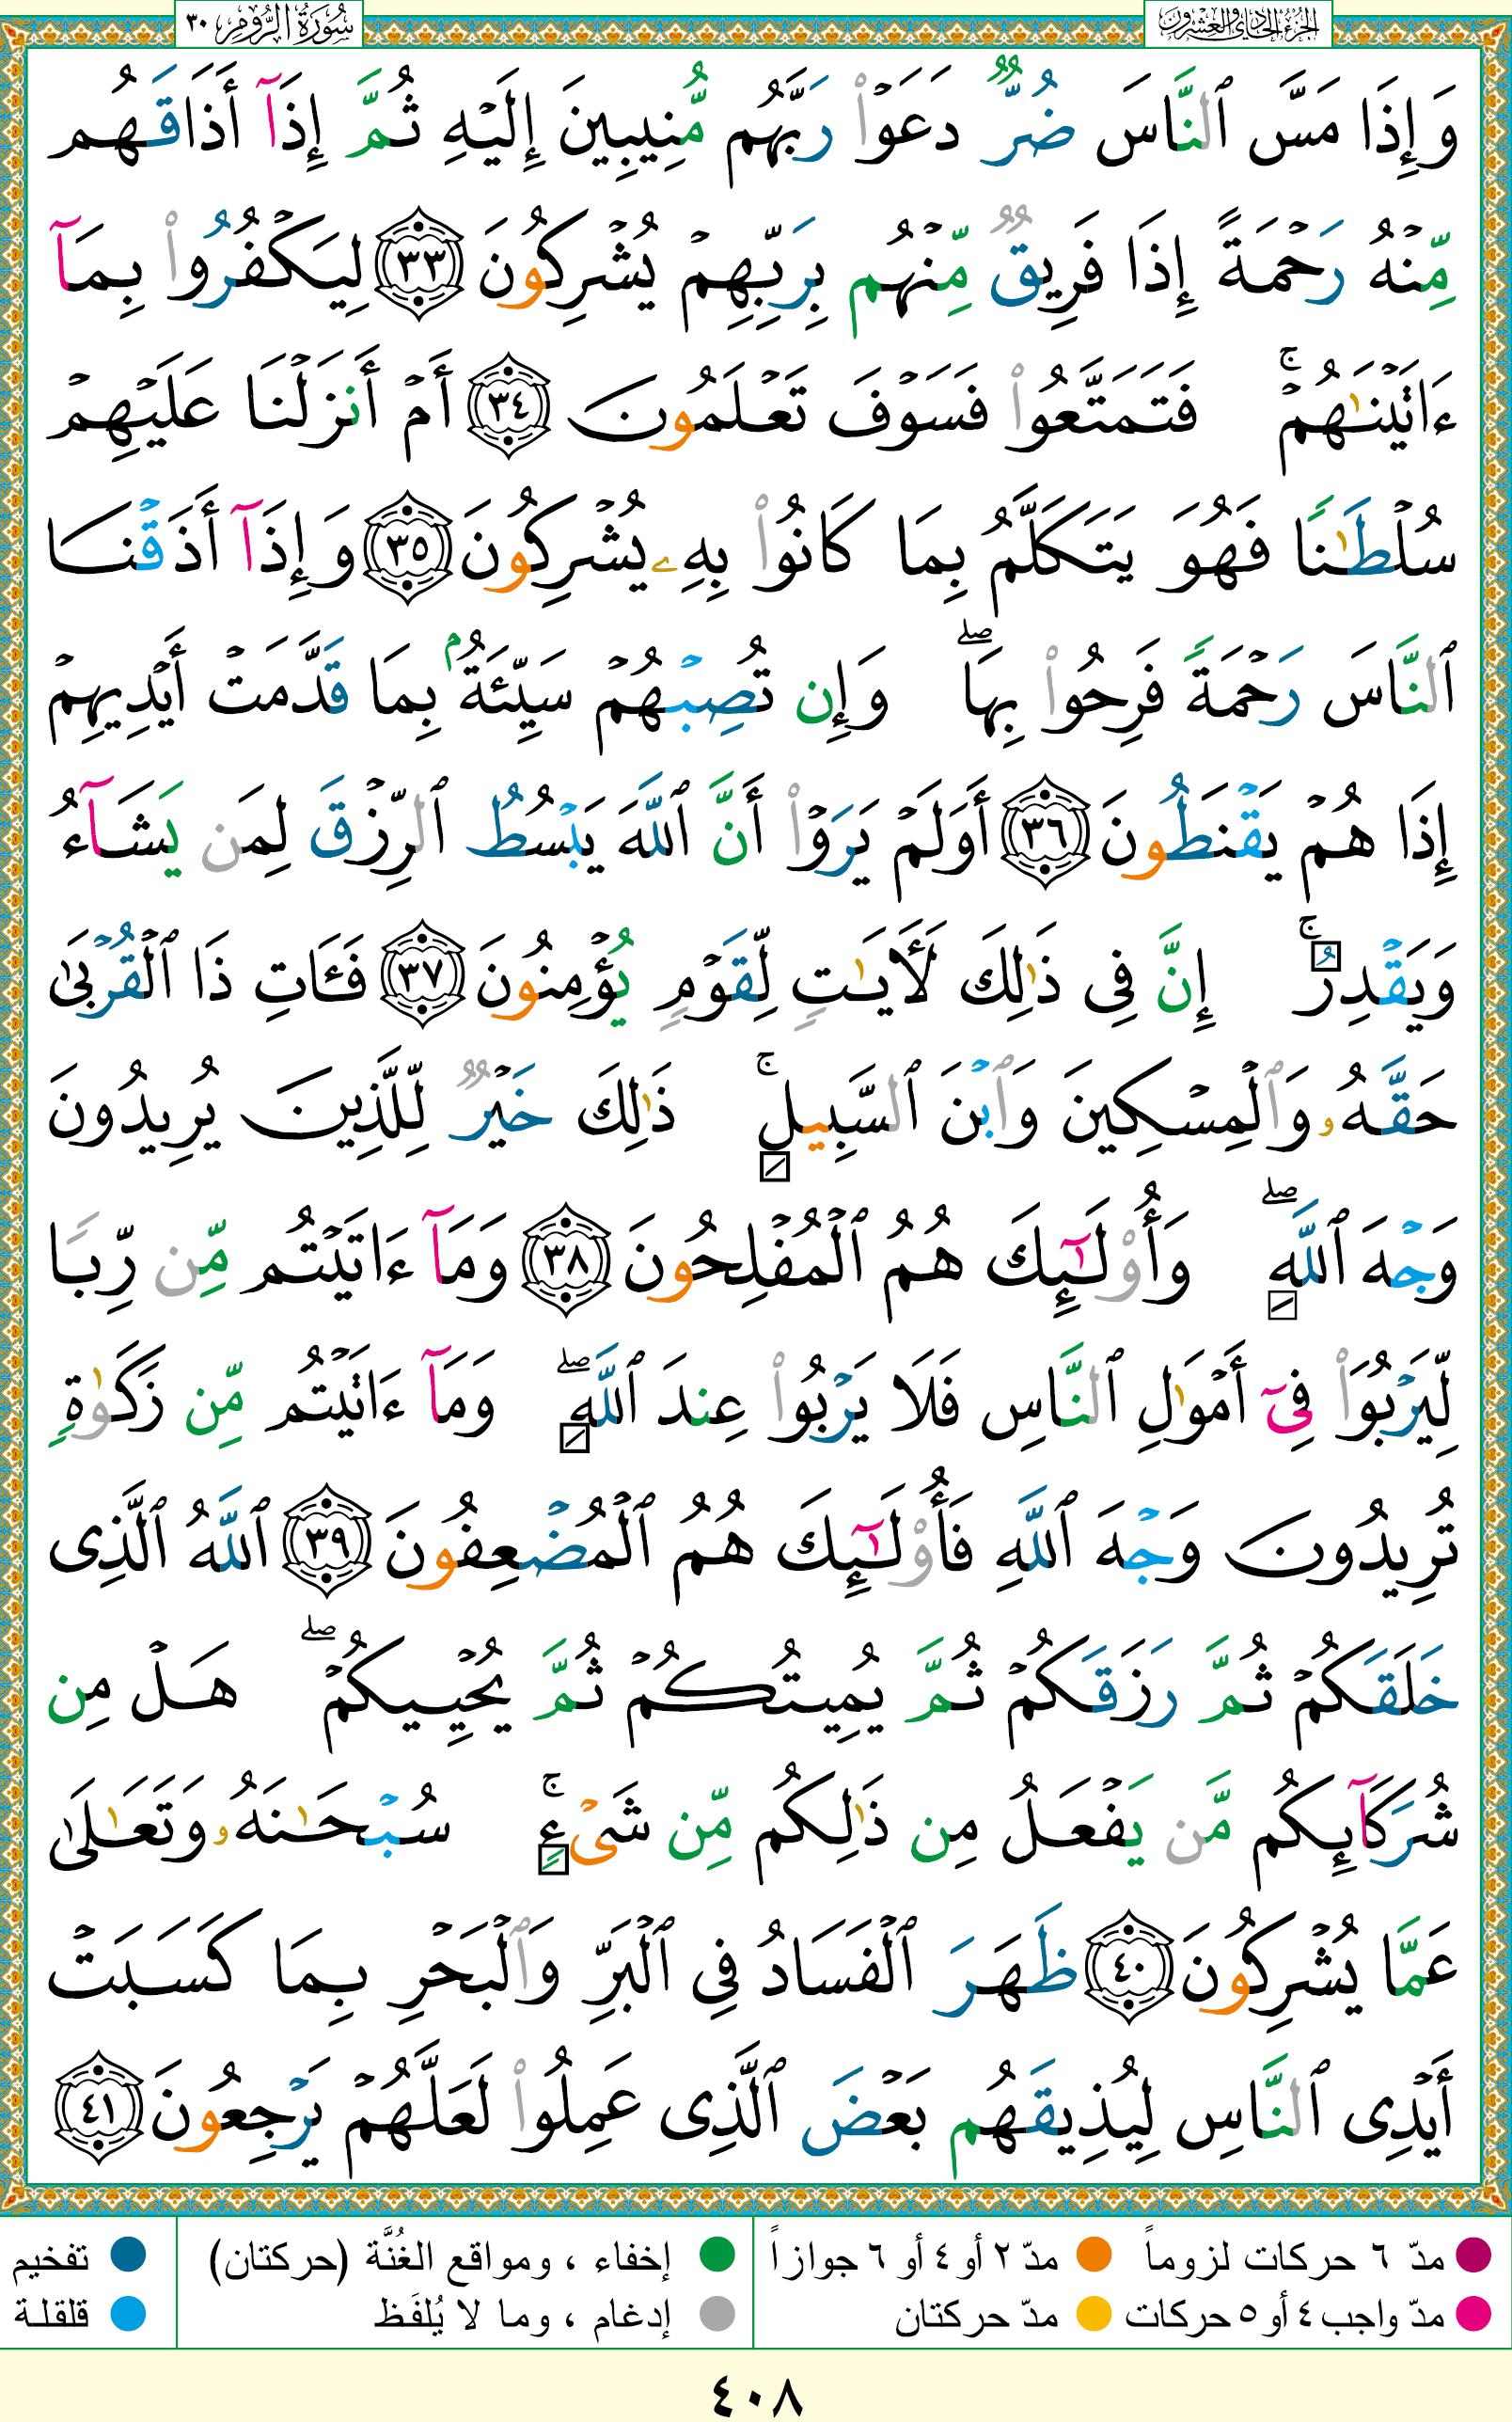 الجزء الحادي والعشرون
سُورَةُ الرُّومِ ٣٠
وَإِذَا مَسَّ ٱلنَّاسَ ضُرٌّ دَعَوْا۟ رَبَّهُم مُّنِيبِينَ إِلَيْهِ ثُمَّ إِذَآ أَذَاقَهُم
مِّنْهُ رَحْمَةً إِذَا فَرِيقٌ مِّنْهُم بِرَبِّهِمْ يُشْرِكُونَ ٣٣ لِيَكْفُرُوا۟ بِمَآ
ءَاتَيْنَـٰهُمْ ۚ فَتَمَتَّعُوا۟ فَسَوْفَ تَعْلَمُونَ ٣٤ أَمْ أَنزَلْنَا عَلَيْهِمْ
سُلْطَـٰنًا فَهُوَ يَتَكَلَّمُ بِمَا كَانُوا۟ بِهِۦ يُشْرِكُونَ ٣٥ وَإِذَآ أَذَقْنَا
ٱلنَّاسَ رَحْمَةً فَرِحُوا۟ بِهَا ۖ وَإِن تُصِبْهُمْ سَيِّئَةٌۢ بِمَا قَدَّمَتْ أَيْدِيهِمْ
إِذَا هُمْ يَقْنَطُونَ ٣٦ أَوَلَمْ يَرَوْا۟ أَنَّ ٱللَّهَ يَبْسُطُ ٱلرِّزْقَ لِمَن يَشَآءُ
وَيَقْدِرُ ۚ إِنَّ فِى ذَٰلِكَ لَـَٔايَـٰتٍ لِّقَوْمٍ يُؤْمِنُونَ ٣٧ فَـَٔاتِ ذَا ٱلْقُرْبَىٰ
حَقَّهُۥ وَٱلْمِسْكِينَ وَٱبْنَ ٱلسَّبِيلِ ۚ ذَٰلِكَ خَيْرٌ لِّلَّذِينَ يُرِيدُونَ
وَجْهَ ٱللَّهِ ۖ وَأُو۟لَـٰٓئِكَ هُمُ ٱلْمُفْلِحُونَ ٣٨ وَمَآ ءَاتَيْتُم مِّن رِّبًا
لِّيَرْبُوَا۟ فِىٓ أَمْوَٰلِ ٱلنَّاسِ فَلَا يَرْبُوا۟ عِندَ ٱللَّهِ ۖ وَمَآ ءَاتَيْتُم مِّن زَكَوٰةٍ
تُرِيدُونَ وَجْهَ ٱللَّهِ فَأُو۟لَـٰٓئِكَ هُمُ ٱلْمُضْعِفُونَ ٣٩ ٱللَّهُ ٱلَّذِى
خَلَقَكُمْ ثُمَّ رَزَقَكُمْ ثُمَّ يُمِيتُكُمْ ثُمَّ يُحْيِيكُمْ ۖ هَلْ مِن
شُرَكَآئِكُم مَّن يَفْعَلُ مِن ذَٰلِكُم مِّن شَىْءٍ ۚ سُبْحَـٰنَهُۥ وَتَعَـٰلَىٰ
عَمَّا يُشْرِكُونَ ٤٠ ظَهَرَ ٱلْفَسَادُ فِى ٱلْبَرِّ وَٱلْبَحْرِ بِمَا كَسَبَتْ
أَيْدِى ٱلنَّاسِ لِيُذِيقَهُم بَعْضَ ٱلَّذِى عَمِلُوا۟ لَعَلَّهُمْ يَرْجِعُونَ ٤١
مدّ ٦ حركات لزوماً مدّ ٢ أو ٤ أو ٦ جوازاً إخفاء ، ومواقع الغُنَّة (حركتان) تفخيم
مدّ واجب ٤ أو ٥ حركات مدّ حركتان إدغام ، وما لا يُلفَظ قلقلة
٤٠٨